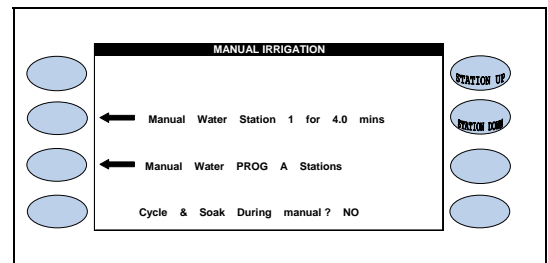 MANUAL IRRIGATION
STATION UP
Manual Water Station 1 for 4.0 mins
STATION DOWN
Manual Water PROG A Stations
Cycle & Soak During manual ? NO